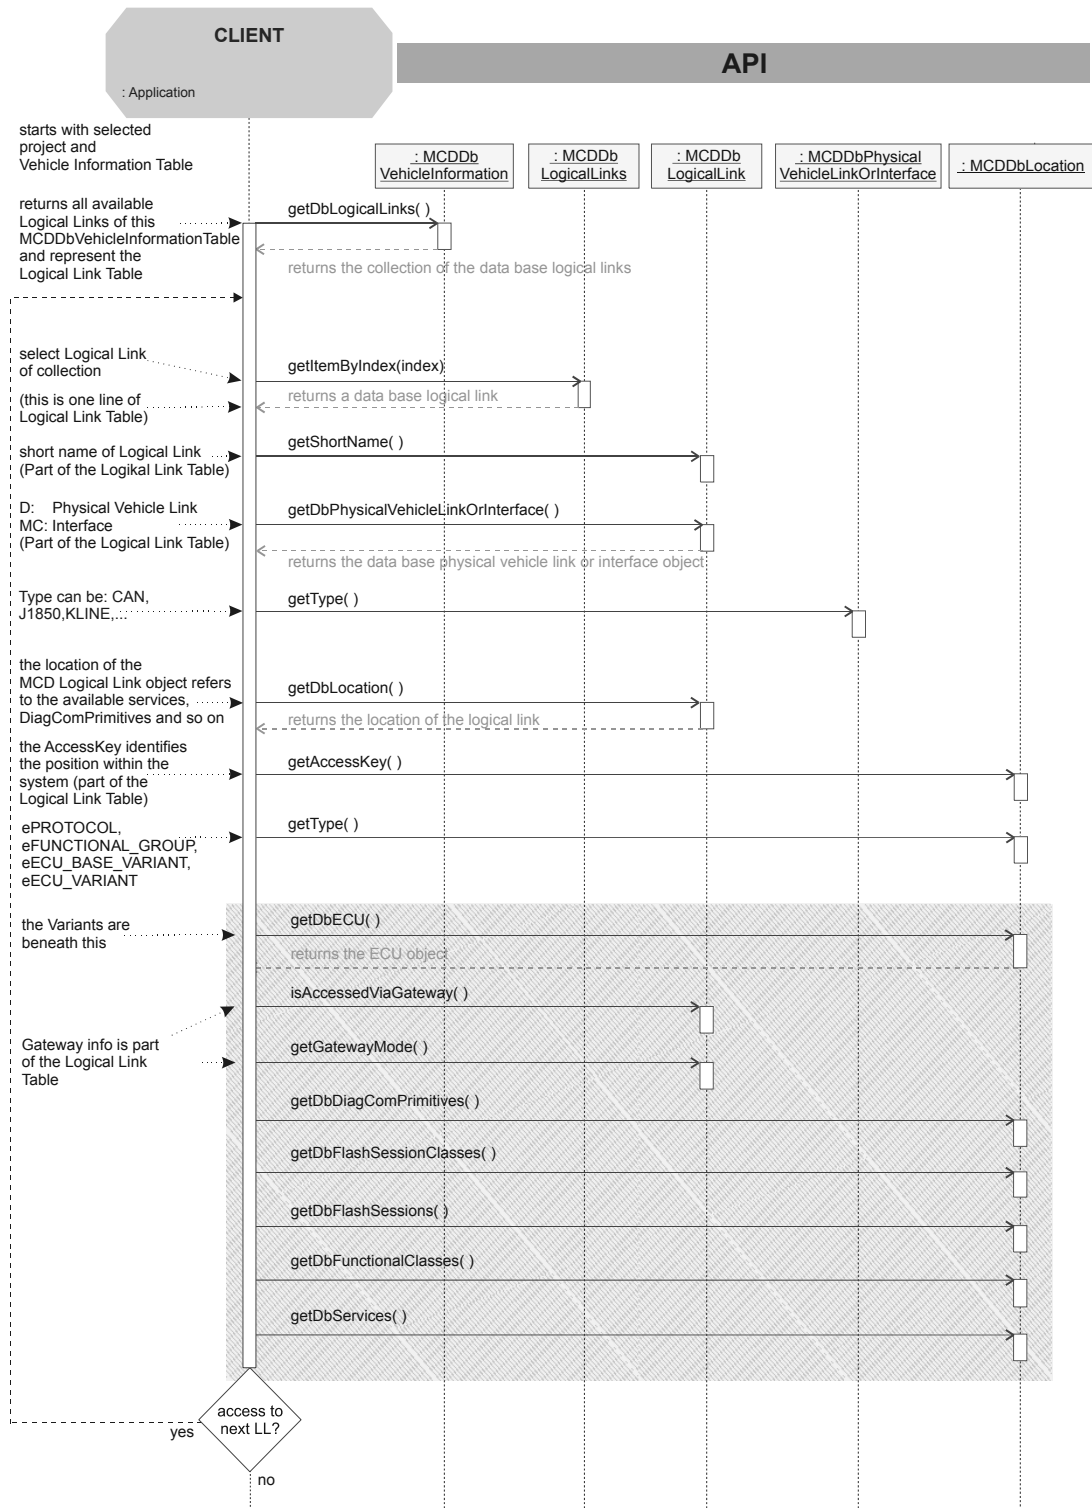 CLIENT
: Application
API
starts with selected
project and
Vehicle Information Table
: MCDDb
VehicleInformation
: MCDDb
LogicalLinks
: MCDDb
LogicalLink
: MCDDbPhysical
VehicleLinkOrInterface
: MCDDbLocation
returns all available
Logical Links of this
MCDDbVehicleInformationTable
and represent the
Logical Link Table
getDbLogicalLinks( )
returns the collection of the data base logical links
select Logical Link
of collection
(this is one line of
Logical Link Table)
getItemByIndex(index)
returns a data base logical link
short name of Logical Link
(Part of the Logikal Link Table)
getShortName( )
D: Physical Vehicle Link
MC: Interface
(Part of the Logical Link Table)
getDbPhysicalVehicleLinkOrInterface( )
returns the data base physical vehicle link or interface object
Type can be: CAN,
J1850,KLINE,...
getType( )
the location of the
MCD Logical Link object refers
to the available services,
DiagComPrimitives and so on
getDbLocation( )
returns the location of the logical link
the AccessKey identifies
the position within the
system (part of the
Logical Link Table)
getAccessKey( )
ePROTOCOL,
eFUNCTIONAL_GROUP,
eECU_BASE_VARIANT,
eECU_VARIANT
getType( )
the Variants are
beneath this
getDbECU( )
returns the ECU object
isAccessedViaGateway( )
Gateway info is part
of the Logical Link
Table
getGatewayMode( )
getDbDiagComPrimitives( )
getDbFlashSessionClasses( )
getDbFlashSessions( )
getDbFunctionalClasses( )
getDbServices( )
access to
next LL?
yes
no